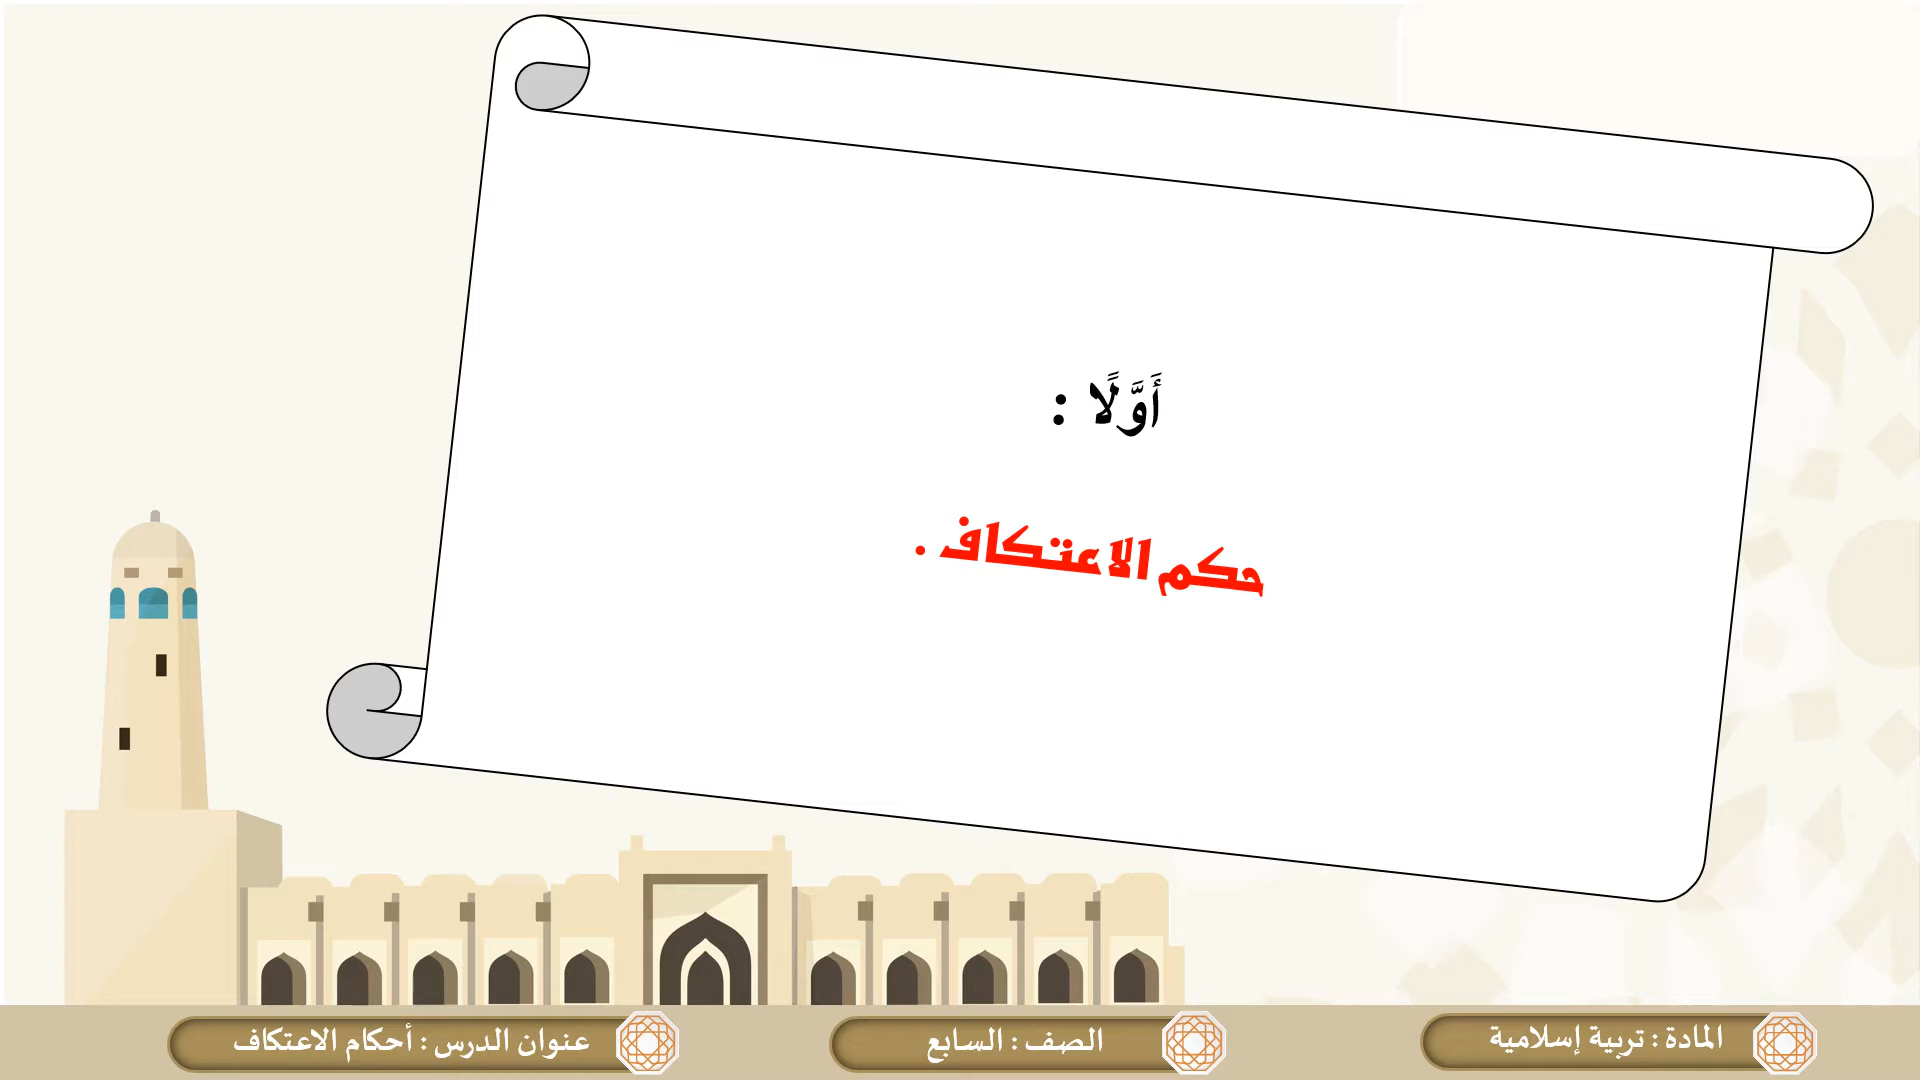 أَوَّلًا :
حكم الاعتكاف .
المادة : تربية إسلامية
الصف : السابع
عنوان الدرس : أحكام الاعتكاف